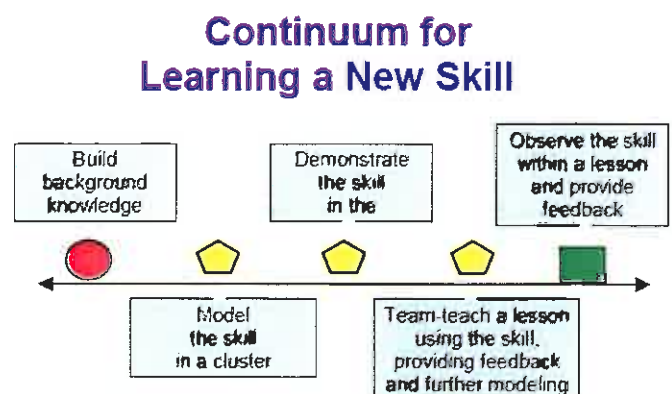 Continuum for
Learning a New Skill
Build
background
knowledge
Model
the skill
in a cluster
Demonstrate
the skill
in the
Team-teach a lesson
using the skill,
providing feedback
and further modeling
Observe the skill
within a lesson
and provide
feedback